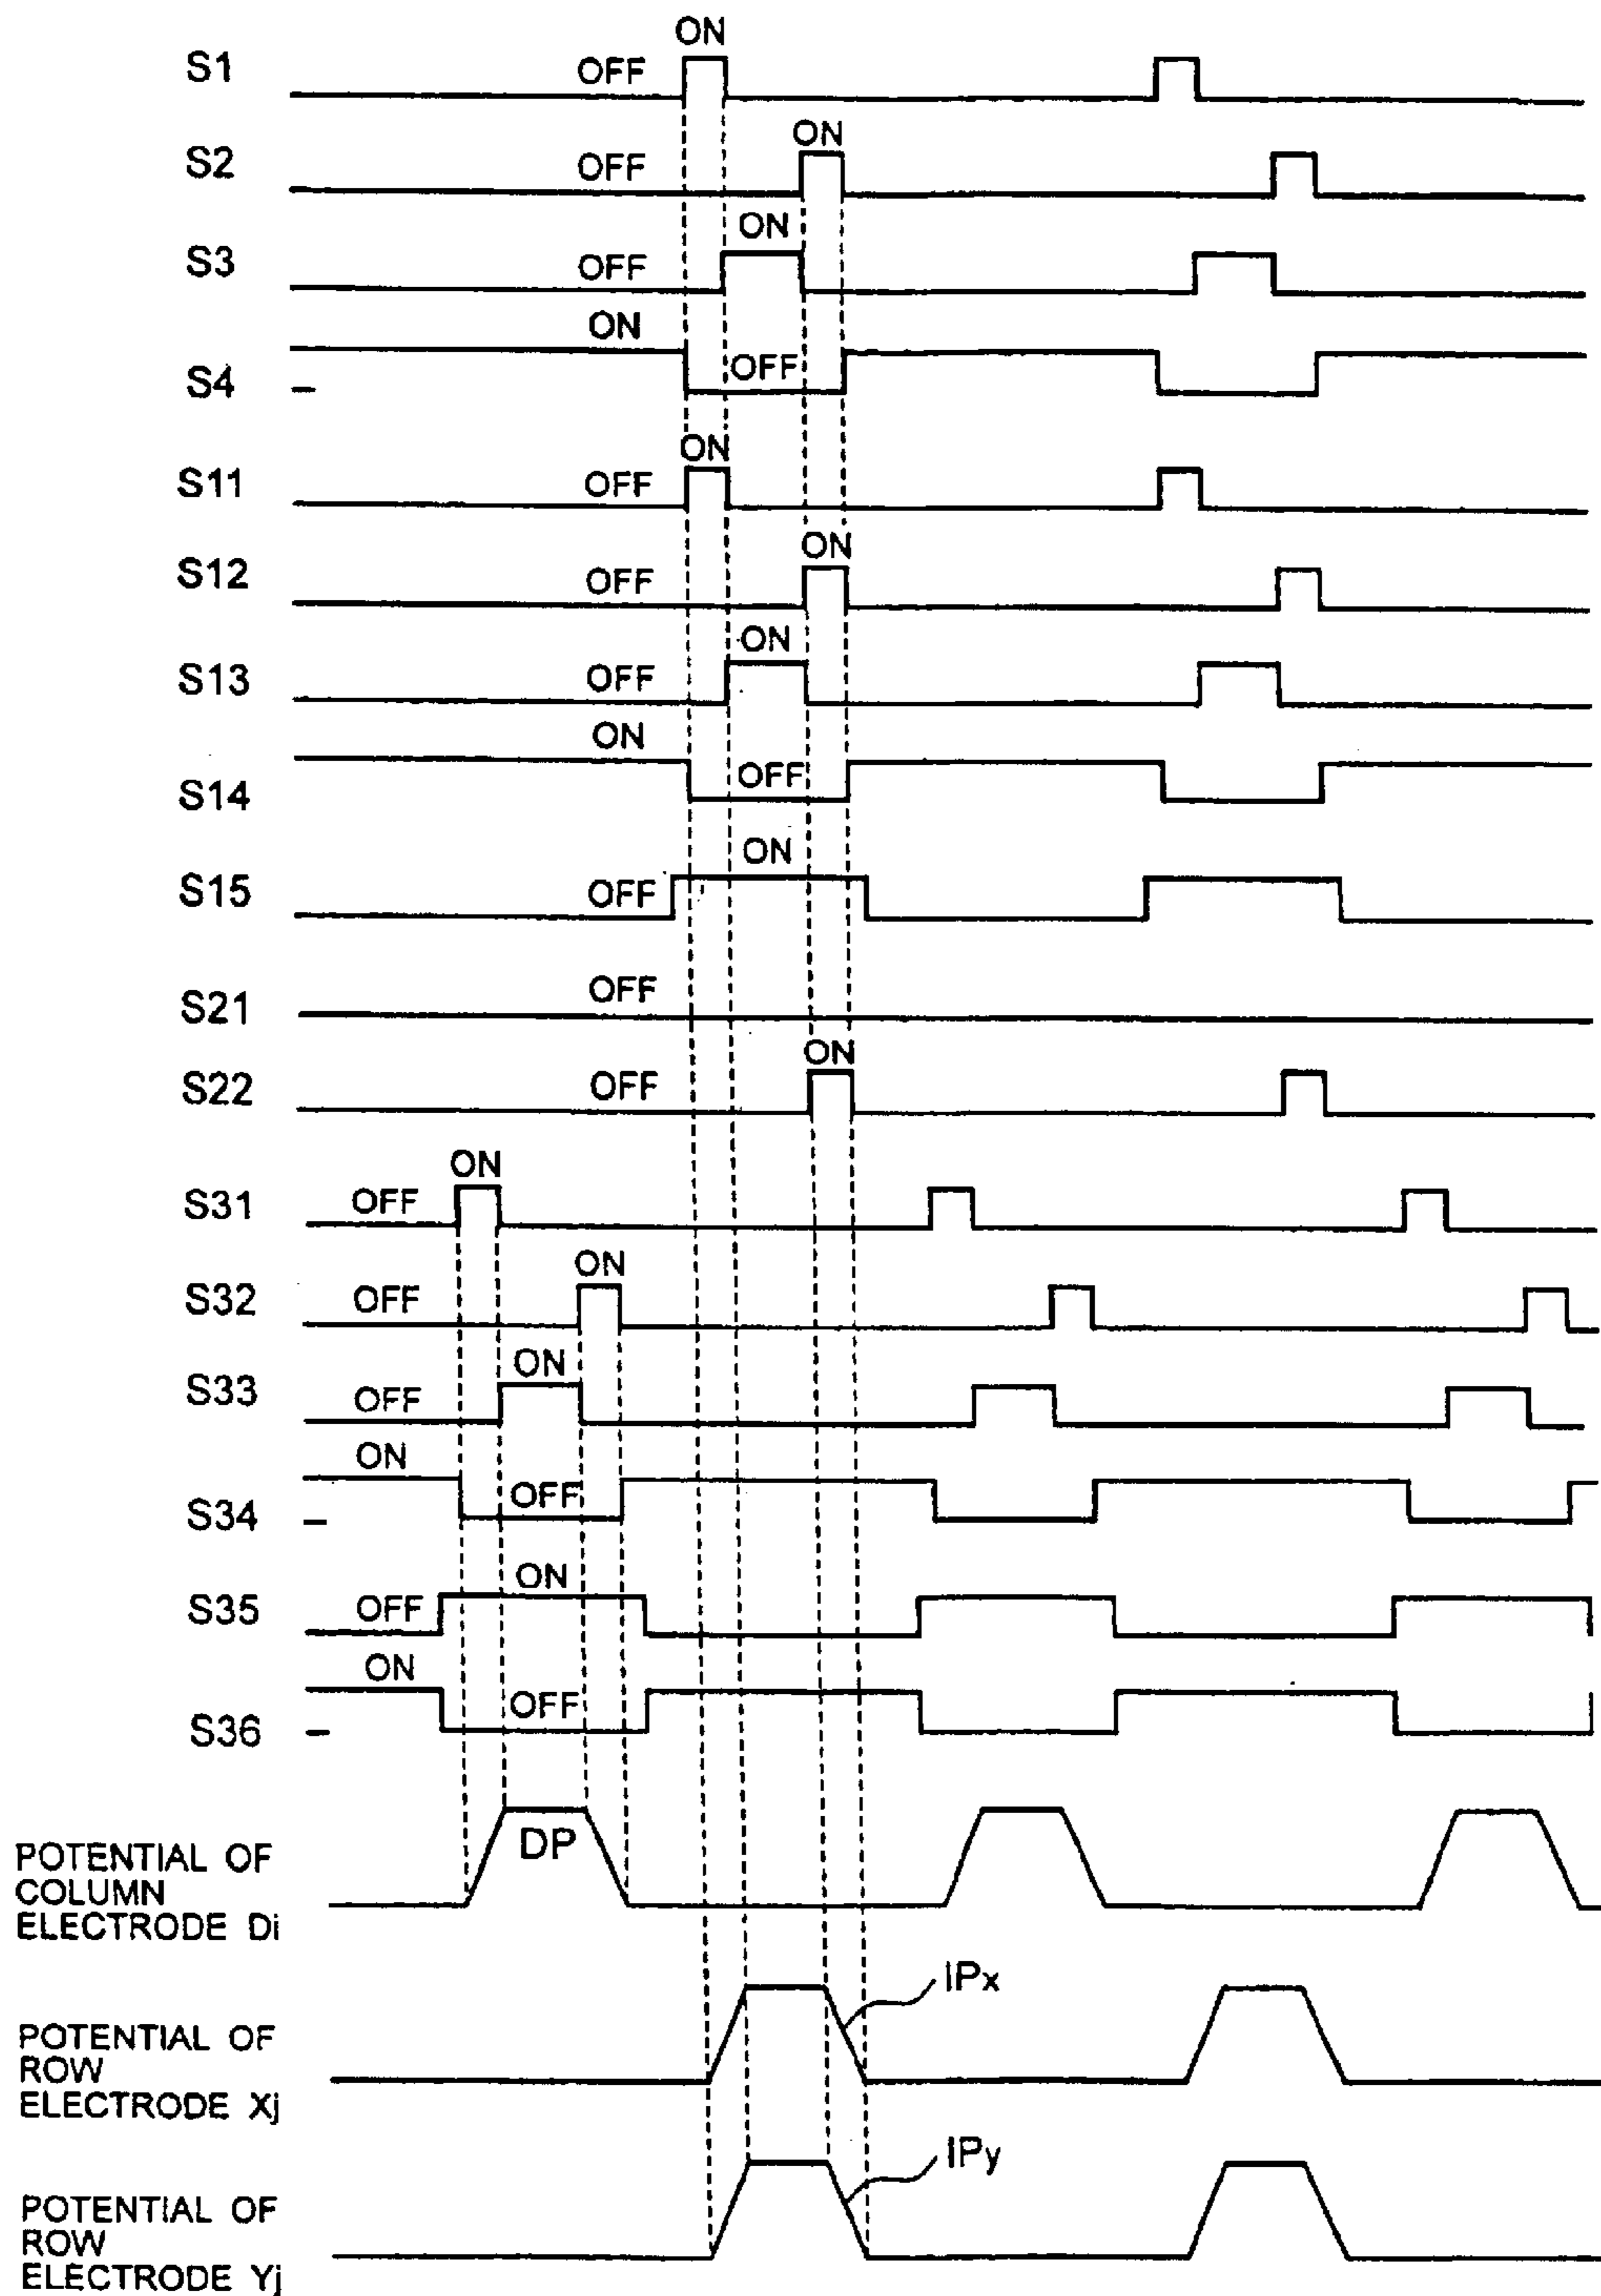 ON
S1 OFF
ON
S2 OFF
ON
S3 OFF
ON
S4 OFF
ON
S11 OFF
ON
S12 OFF
ON
S13 OFF
ON
S14 OFF
ON
S15 OFF
S21 OFF
ON
S22 OFF
ON
S31 OFF
ON
S32 OFF
ON
S33 OFF
ON
S34 OFF
ON
S35 OFF
ON
S36 OFF
DP
POTENTIAL OF
COLUMN
ELECTRODE Di
IPx
POTENTIAL OF
ROW
ELECTRODE Xj
IPy
POTENTIAL OF
ROW
ELECTRODE Yj